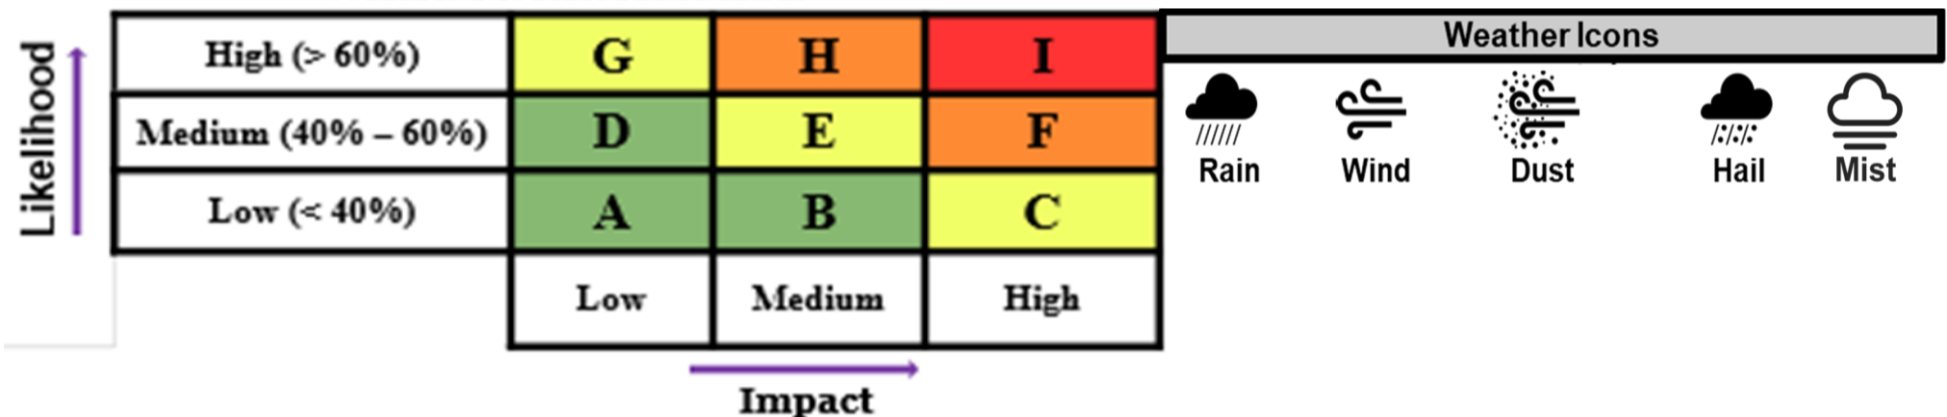 Likelihood
High (> 60%) G H I
Medium (40% – 60%) D E F
Low (< 40%) A B C
Low Medium High
Impact
Weather Icons
Rain Wind Dust Hail Mist